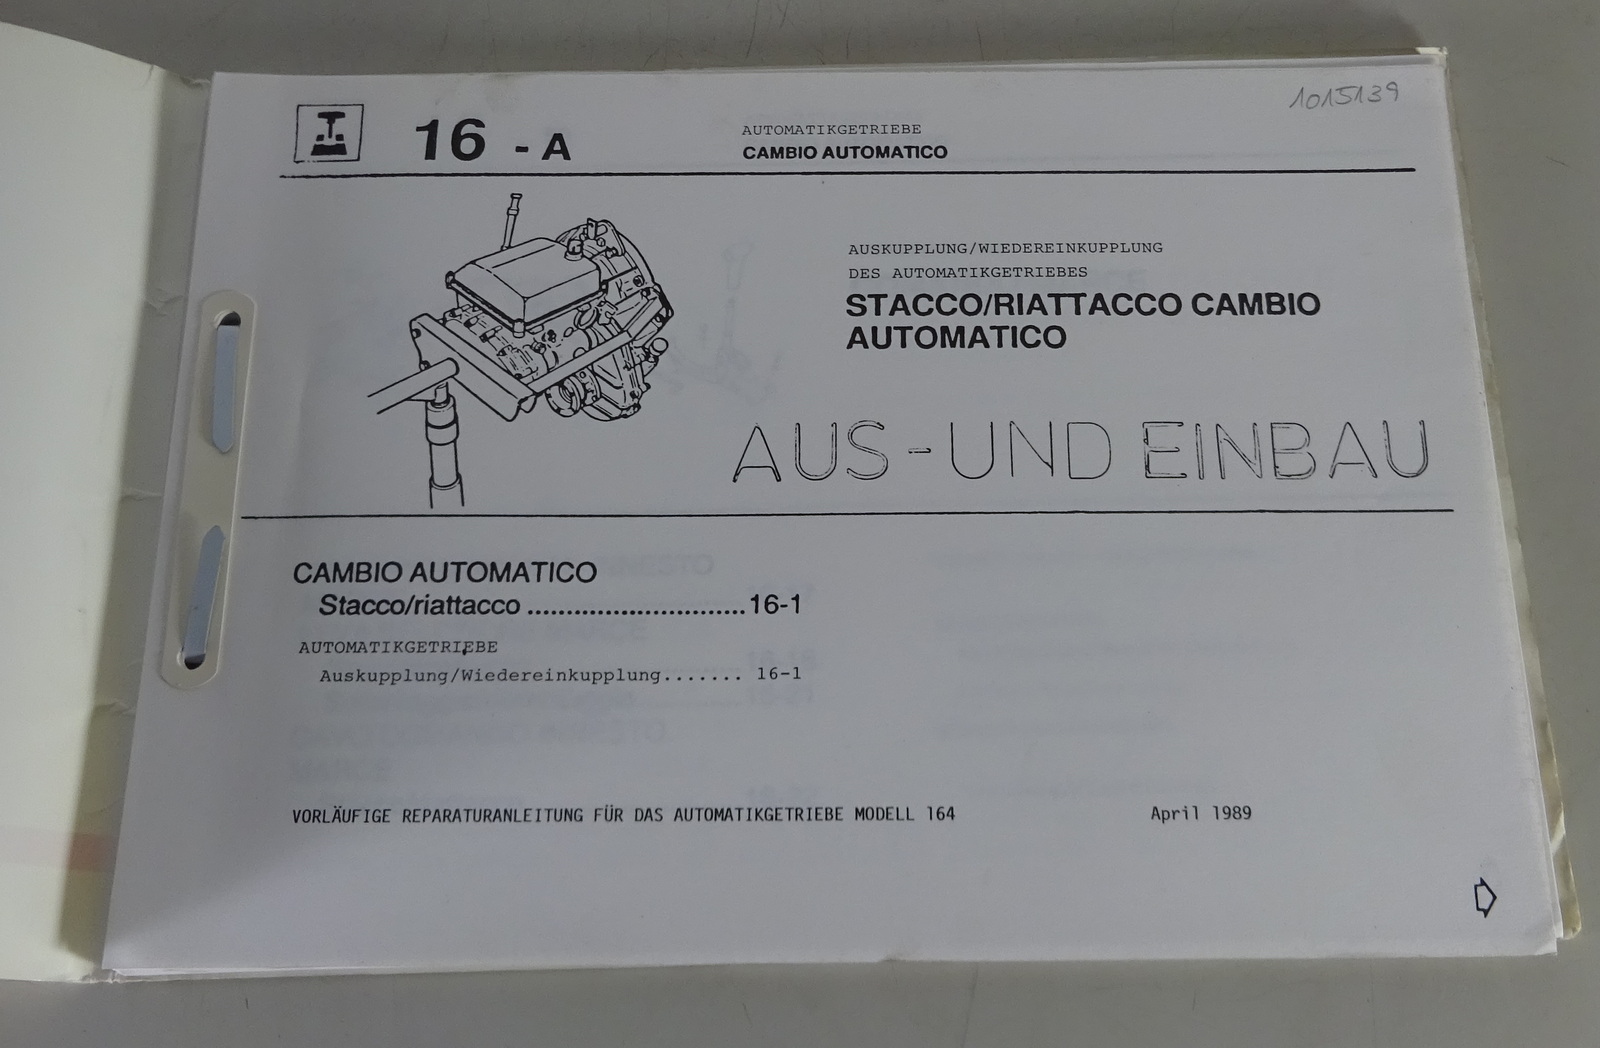 1015139
16 - A
AUTOMATIKGETRIEBE
CAMBIO AUTOMATICO
AUSKUPPLUNG/WIEDEREINKUPPLUNG
DES AUTOMATIKGETRIEBES
STACCO/RIATTACCO CAMBIO
AUTOMATICO
AUS-UND EINBAU
CAMBIO AUTOMATICO
Stacco/riattacco ............................ 16-1
AUTOMATIKGETRIEBE
Auskupplung/Wiedereinkupplung....... 16-1
VORLÄUFIGE REPARATURANLEITUNG FÜR DAS AUTOMATIKGETRIEBE MODELL 164 April 1989